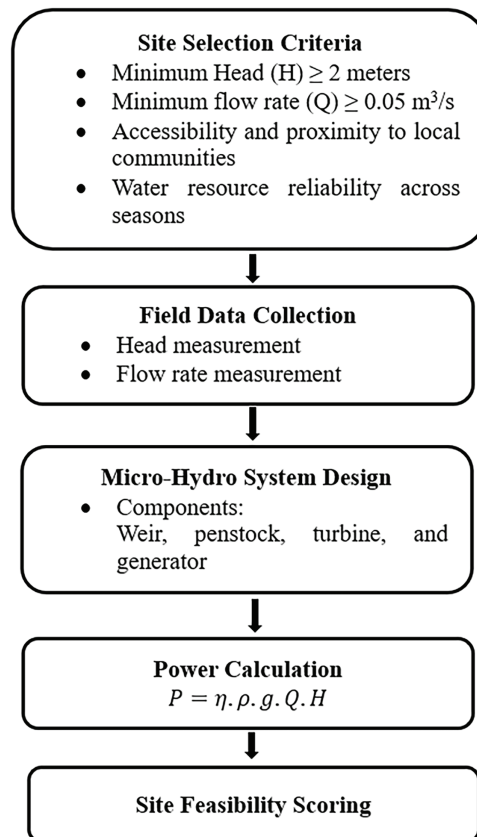 Site Selection Criteria
• Minimum Head (H) ≥ 2 meters
• Minimum flow rate (Q) ≥ 0.05 m³/s
• Accessibility and proximity to local
communities
• Water resource reliability across
seasons
Field Data Collection
• Head measurement
• Flow rate measurement
Micro-Hydro System Design
• Components:
Weir, penstock, turbine, and
generator
Power Calculation
P = η. ρ. g. Q. H
Site Feasibility Scoring